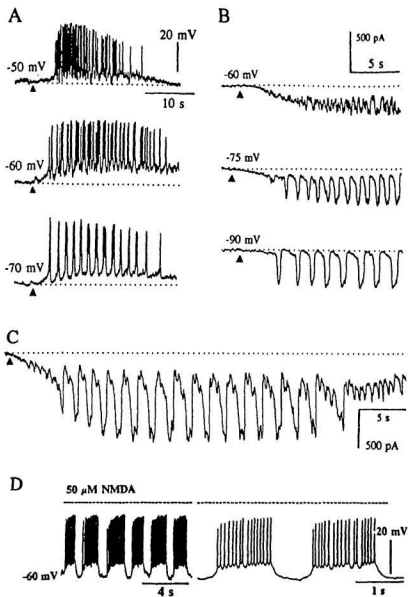 A
B
20 mV
-50 mV
10 s
500 pA
5 s
-60 mV
-60 mV
-75 mV
-70 mV
-90 mV
C
5 s
500 pA
D
50 µM NMDA
-60 mV
4 s
20 mV
1 s